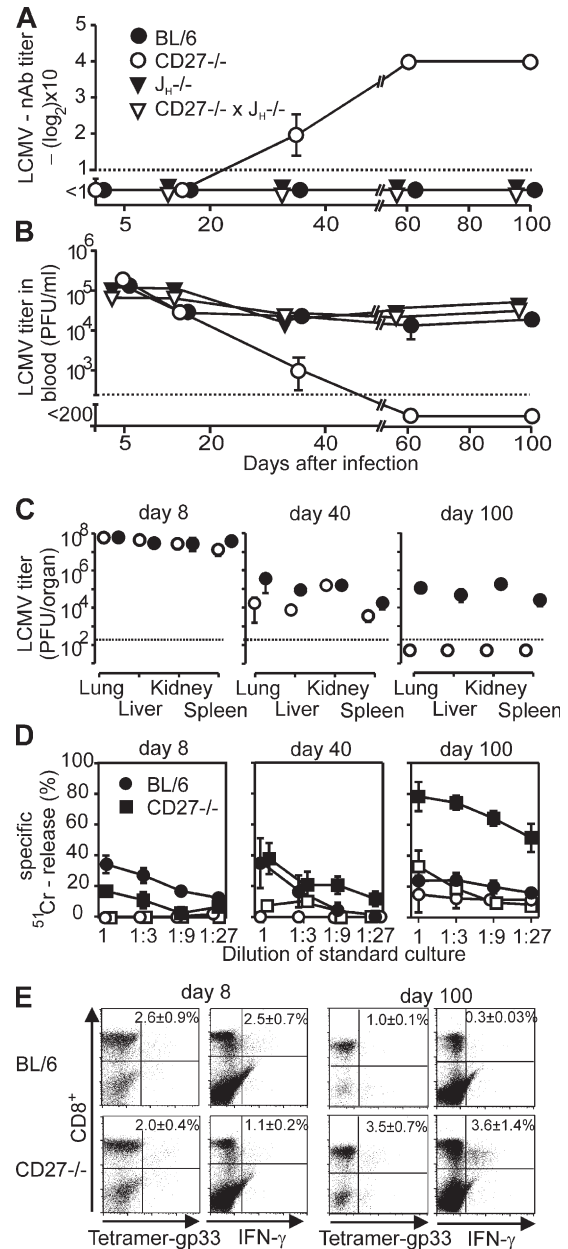 A
LCMV - nAb titer
– (log2)x10
5
4
3
2
1
<1
BL/6
CD27-/-
JH-/-
CD27-/- x JH-/-
5 20 40 60 80 100
B
LCMV titer in
blood (PFU/ml)
10^6
10^5
10^4
10^3
<200
5 20 40 60 80 100
Days after infection
C
day 8 day 40 day 100
LCMV titer
(PFU/organ)
10^8
10^6
10^4
10^2
Lung Kidney Lung Kidney Lung Kidney
Liver Spleen Liver Spleen Liver Spleen
D
day 8 day 40 day 100
specific
51Cr - release (%)
100
80
60
40
20
0
BL/6
CD27-/-
1 1:3 1:9 1:27 1 1:3 1:9 1:27 1 1:3 1:9 1:27
Dilution of standard culture
E
day 8 day 100
CD8+
BL/6
2.6±0.9% 2.5±0.7% 1.0±0.1% 0.3±0.03%
CD27-/-
2.0±0.4% 1.1±0.2% 3.5±0.7% 3.6±1.4%
Tetramer-gp33 IFN-γ Tetramer-gp33 IFN-γ